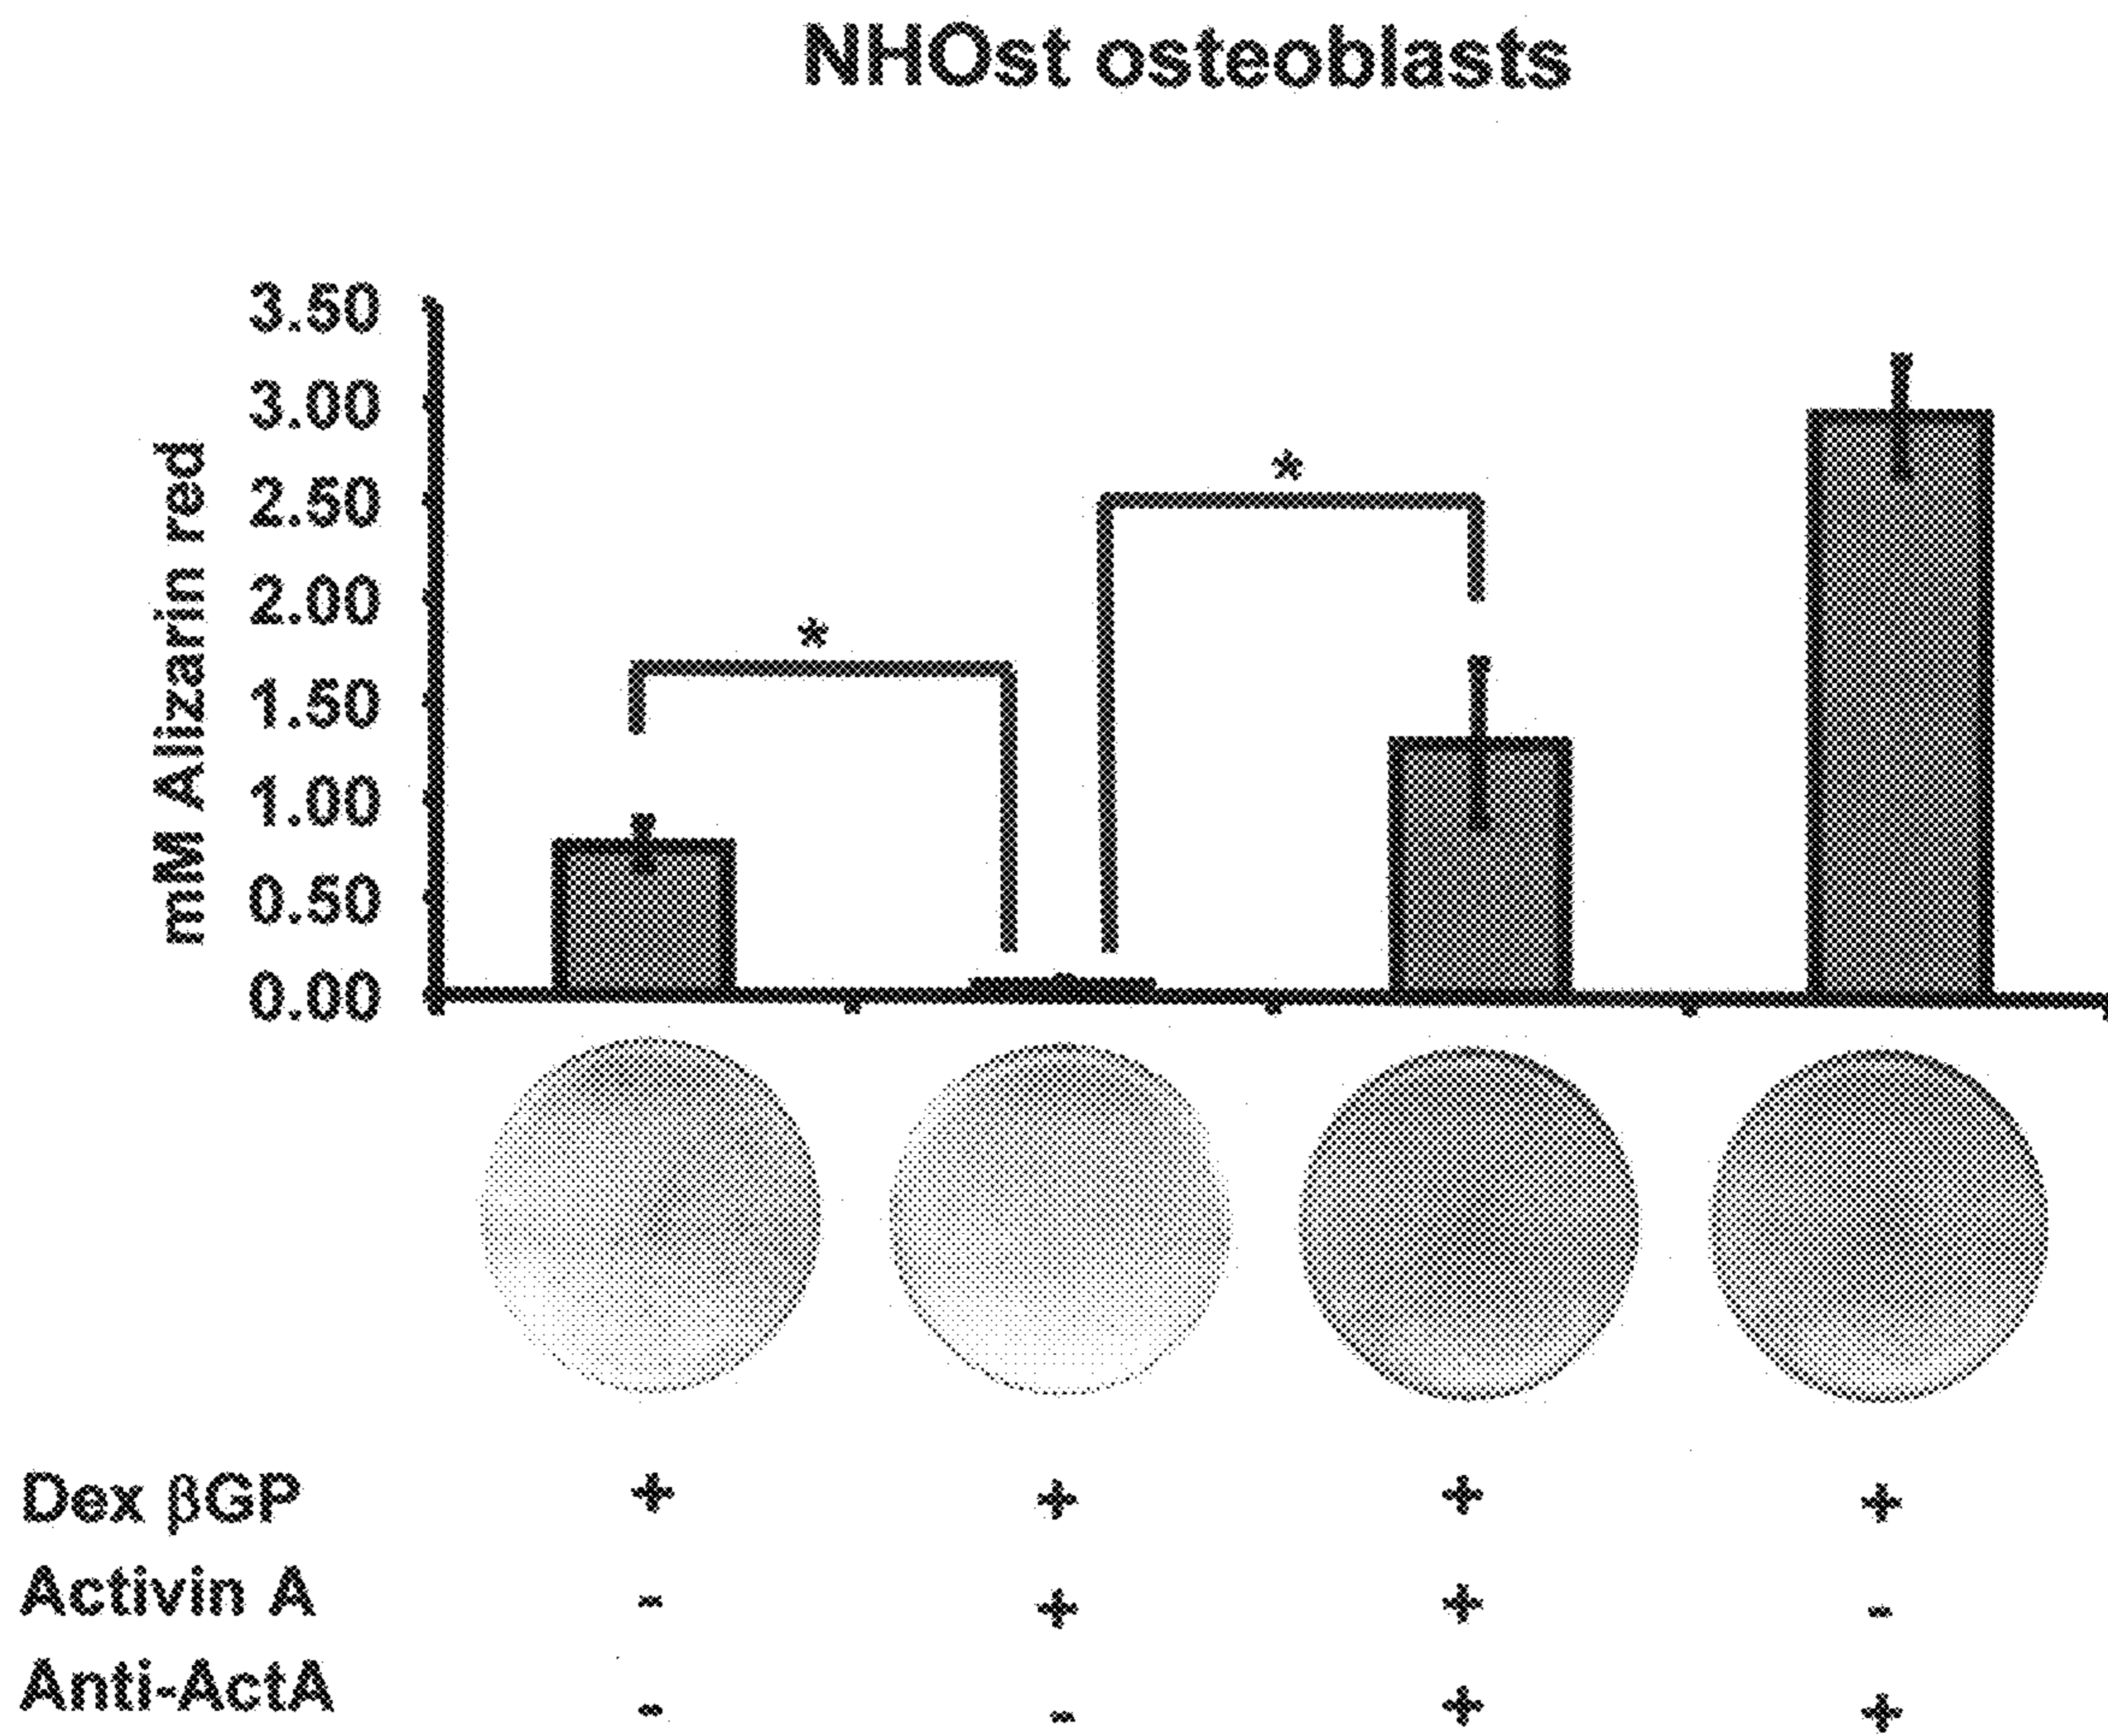 NHOst osteoblasts
mM Alizarin red
3.50
3.00
2.50
2.00
1.50
1.00
0.50
0.00
*
*
Dex βGP + + + +
Activin A - + + -
Anti-ActA - - + +